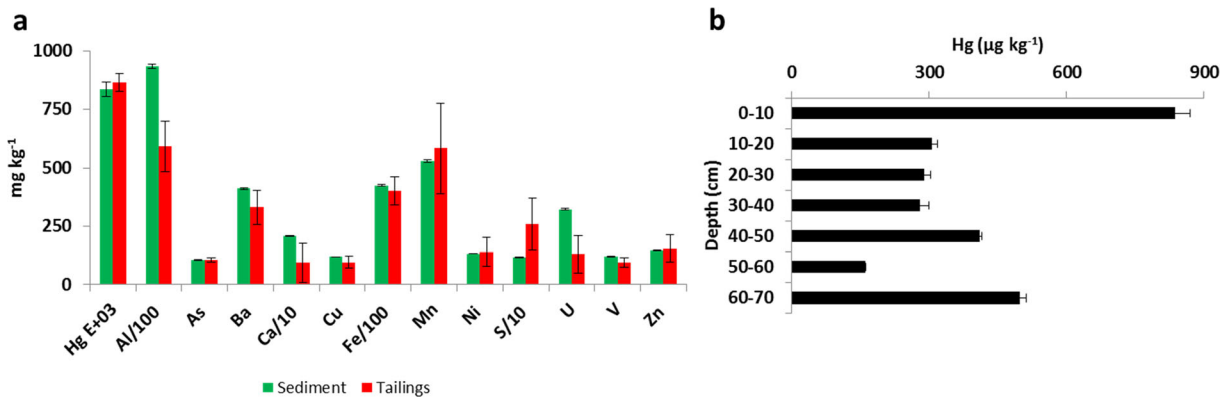 a
1000
750
500
250
0
mg kg⁻¹
Hg E+03
Al/100
As
Ba
Ca/10
Cu
Fe/100
Mn
Ni
S/10
U
V
Zn
Sediment Tailings
b
Hg (µg kg⁻¹)
0 300 600 900
Depth (cm)
0-10
10-20
20-30
30-40
40-50
50-60
60-70